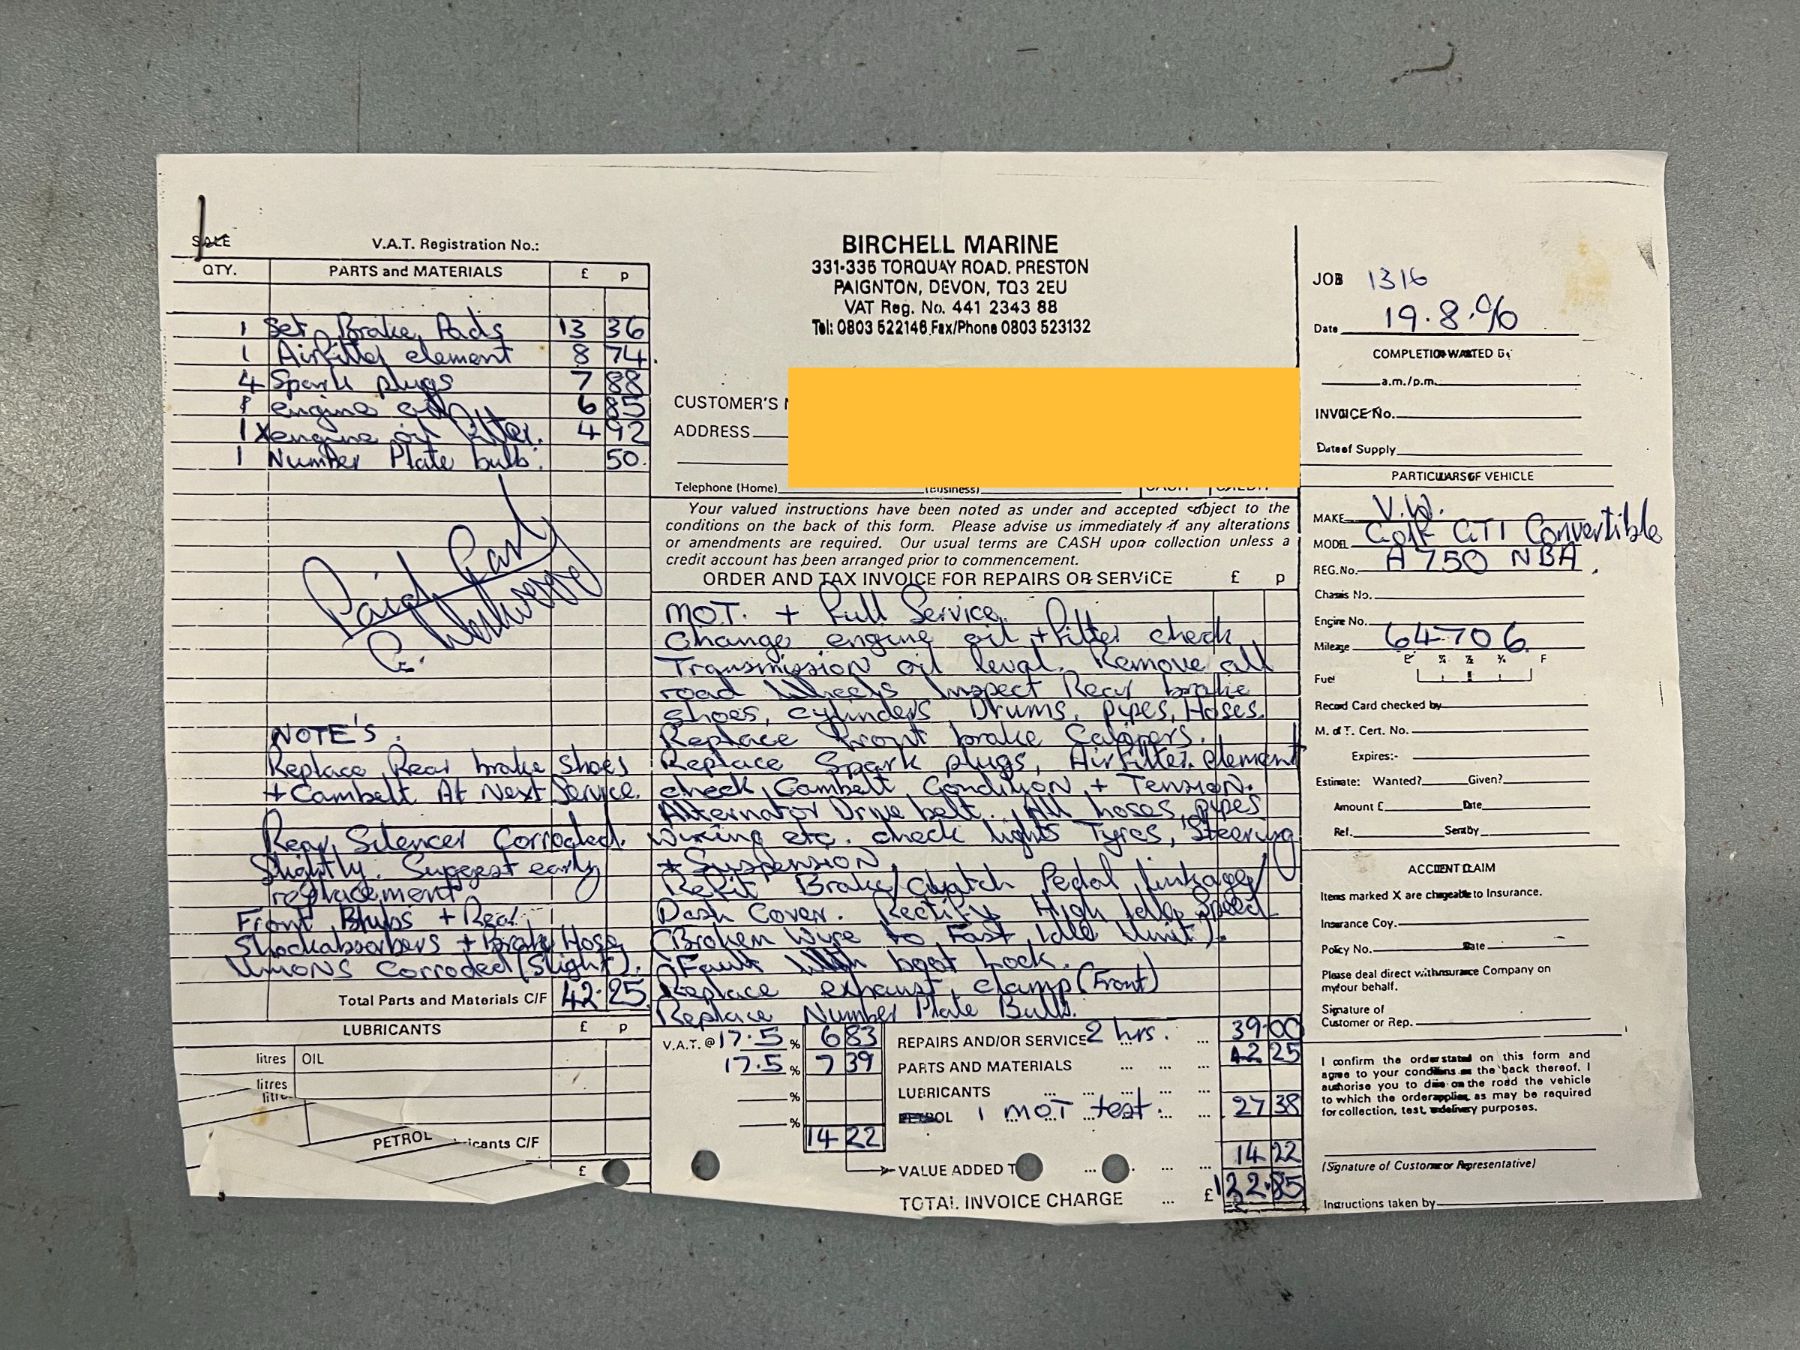 SALE
V.A.T. Registration No.:
QTY. PARTS and MATERIALS £ p
1 Set Brake Pads 13 36
1 Airfilter element 8 74.
4 Spark plugs 7 88
engine oil 6 85
1 x engine oil filter. 4 92
1 Number Plate bulb. 50.
Paid
NOTE'S.
Replace Rear brake shoes
+ Cambelt At Next Service.
Rear Silencer Corroded.
Slightly. Suggest early
replacement
Front + Rear
Shockabsorbers + brake Hose
Unions Corroded (Slight).
Total Parts and Materials C/F 42.25
LUBRICANTS £ p
litres OIL
litres
litre
PETROL
ricants C/F
£
BIRCHELL MARINE
331-335 TORQUAY ROAD. PRESTON
PAIGNTON, DEVON, TQ3 2EU
VAT Reg. No. 441 2343 88
Tel: 0803 522146 Fax/Phone 0803 523132
CUSTOMER'S
ADDRESS
Telephone (Home) (Business) CASH CREDIT
Your valued instructions have been noted as under and accepted subject to the
conditions on the back of this form. Please advise us immediately if any alterations
or amendments are required. Our usual terms are CASH upon collection unless a
credit account has been arranged prior to commencement.
ORDER AND TAX INVOICE FOR REPAIRS OR SERVICE £ p
M.O.T. + Full Service.
Change engine oil + filter check
Transmission oil level. Remove all
road wheels Inspect Rear brake
shoes, cylinders Drums, pipes, Hoses.
Replace front brake Calipers.
Replace Spark plugs, Airfilter element
check Cambelt Condition + Tension.
Alternator Drive belt. All hoses, pipes
Wiring etc. check lights Tyres, Steering
+ Suspension,
Refit Brake/clutch Pedal linkage/
Dash Cover. Rectify High Idle Speed
(Broken Wire to Fast Idle Unit).
Fault With boot Lock.
Replace exhaust clamp (Front)
Replace Number Plate Bulb.
V.A.T. @ 17.5 % 6 83
17.5 % 7 39
%
%
14 22
REPAIRS AND/OR SERVICE 2 hrs. ... 39.00
PARTS AND MATERIALS ... ... ... 42 25
LUBRICANTS ... ... ...
1 MOT test. ... 27 38
VALUE ADDED T ... ... ... 14 22
TOTAL INVOICE CHARGE ... £ 122.85
JOB 1316
Date 19.8.96
COMPLETION WANTED BY
a.m./p.m.
INVOICE No.
Date of Supply
PARTICULARS OF VEHICLE
MAKE V.W.
MODEL Golf GTI Convertible
REG.No. A 750 NBA.
Chassis No.
Engine No.
Mileage 64706
E ¼ ½ ¾ F
Fuel
Record Card checked by
M. of T. Cert. No.
Expires:-
Estimate: Wanted? Given?
Amount £ Date
Ref. Sent by
ACCIDENT CLAIM
Items marked X are chargeable to Insurance.
Insurance Coy.
Policy No. Date
Please deal direct with Insurance Company on
my/our behalf.
Signature of
Customer or Rep.
I confirm the order stated on this form and
agree to your conditions on the back thereof. I
authorise you to drive on the road the vehicle
to which the order applies as may be required
for collection, test, delivery purposes.
(Signature of Customer or Representative)
Instructions taken by